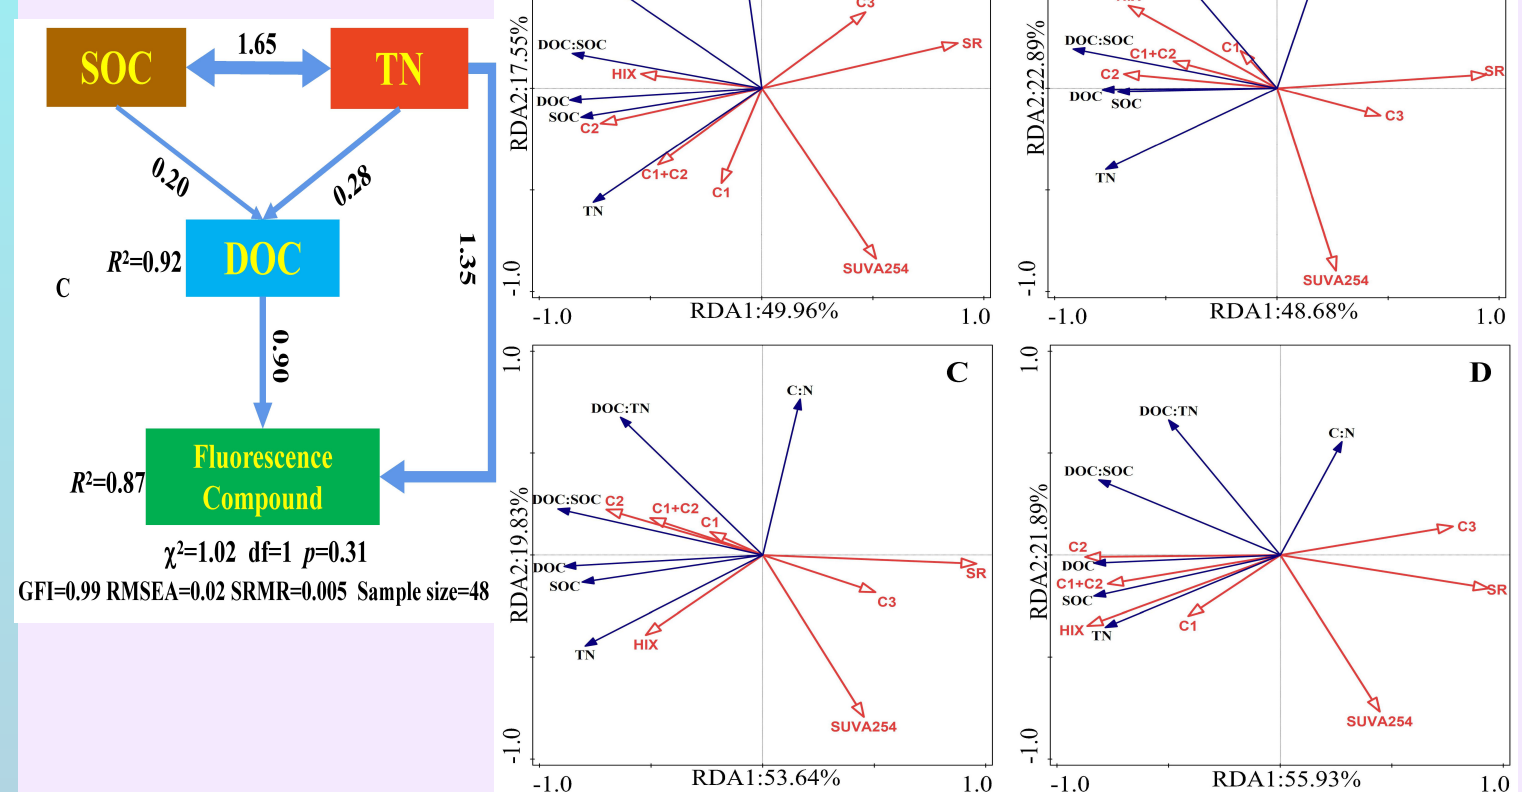 SOC
1.65
TN
0.20
0.28
1.35
R²=0.92
DOC
C
0.90
R²=0.87
Fluorescence
Compound
χ²=1.02 df=1 p=0.31
GFI=0.99 RMSEA=0.02 SRMR=0.005 Sample size=48
C3
SR
DOC:SOC
HIX
DOC
SOC
C2
C1+C2
C1
TN
SUVA254
RDA2:17.55%
-1.0
-1.0
RDA1:49.96%
1.0
HIX
DOC:SOC
C1
C1+C2
C2
SR
DOC
SOC
C3
TN
SUVA254
RDA2:22.89%
-1.0
-1.0
RDA1:48.68%
1.0
1.0
C
C:N
DOC:TN
DOC:SOC
C2
C1+C2
C1
DOC
SOC
SR
C3
HIX
TN
SUVA254
RDA2:19.83%
-1.0
-1.0
RDA1:53.64%
1.0
1.0
D
DOC:TN
C:N
DOC:SOC
C3
C2
DOC
C1+C2
SR
SOC
C1
HIX
TN
SUVA254
RDA2:21.89%
-1.0
-1.0
RDA1:55.93%
1.0